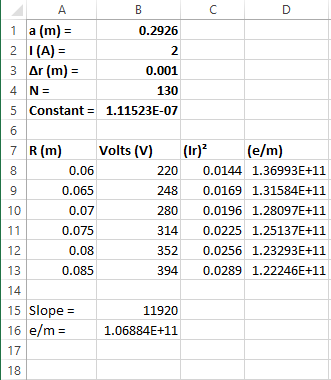 A B C D
1 a (m) = 0.2926
2 I (A) = 2
3 Δr (m) = 0.001
4 N = 130
5 Constant = 1.11523E-07
6
7 R (m) Volts (V) (Ir)² (e/m)
8 0.06 220 0.0144 1.36993E+11
9 0.065 248 0.0169 1.31584E+11
10 0.07 280 0.0196 1.28097E+11
11 0.075 314 0.0225 1.25137E+11
12 0.08 352 0.0256 1.23293E+11
13 0.085 394 0.0289 1.22246E+11
14
15 Slope = 11920
16 e/m = 1.06884E+11
17
18